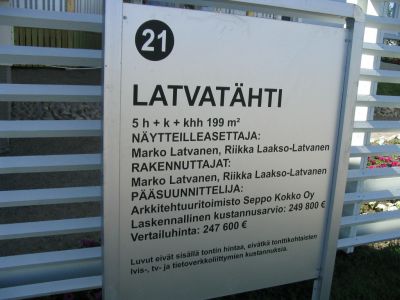 21
LATVATÄHTI
5 h + k + khh 199 m²
NÄYTTEILLEASETTAJA:
Marko Latvanen, Riikka Laakso-Latvanen
RAKENNUTTAJAT:
Marko Latvanen, Riikka Laakso-Latvanen
PÄÄSUUNNITTELIJA:
Arkkitehtuuritoimisto Seppo Kokko Oy
Laskennallinen kustannusarvio: 249 800 €
Vertailuhinta: 247 600 €
Luvut eivät sisällä tontin hintaa, eivätkä tonttikohtaisten
lvis-, tv- ja tietoverkkoliittymien kustannuksia.